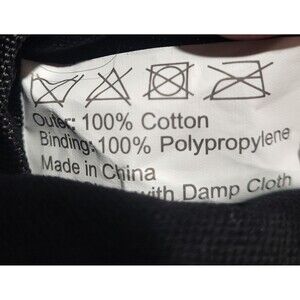 Outer: 100% Cotton
Binding: 100% Polypropylene
Made in China
with Damp Cloth